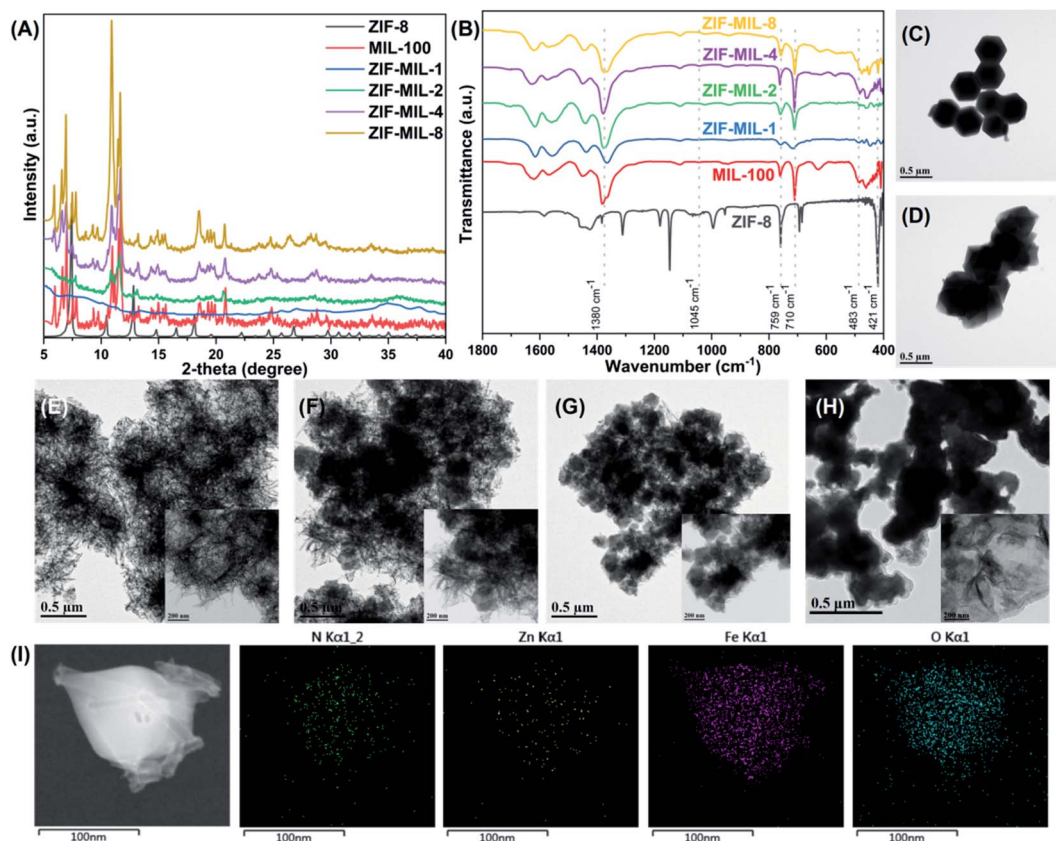 (A)
ZIF-8
MIL-100
ZIF-MIL-1
ZIF-MIL-2
ZIF-MIL-4
ZIF-MIL-8
Intensity (a.u.)
5 10 15 20 25 30 35 40
2-theta (degree)
(B)
ZIF-MIL-8
ZIF-MIL-4
ZIF-MIL-2
ZIF-MIL-1
MIL-100
ZIF-8
Transmittance (a.u.)
1380 cm⁻¹
1045 cm⁻¹
759 cm⁻¹
710 cm⁻¹
483 cm⁻¹
421 cm⁻¹
1800 1600 1400 1200 1000 800 600 400
Wavenumber (cm⁻¹)
(C)
0.5 µm
(D)
0.5 µm
(E)
0.5 µm
200 nm
(F)
0.5 µm
200 nm
(G)
0.5 µm
200 nm
(H)
0.5 µm
200 nm
(I)
100nm
N Kα1_2
100nm
Zn Kα1
100nm
Fe Kα1
100nm
O Kα1
100nm